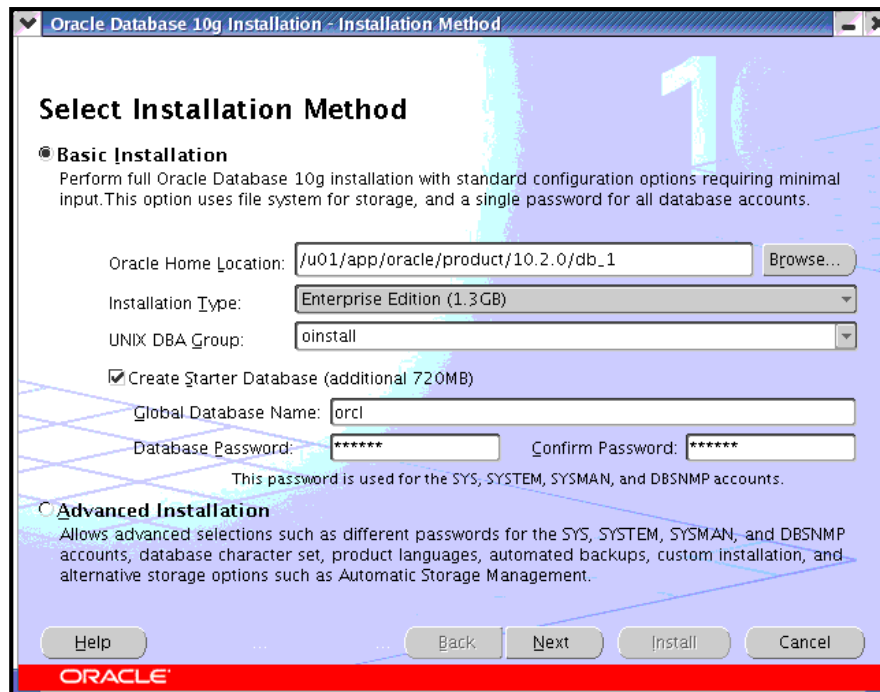 Oracle Database 10g Installation - Installation Method
1
Select Installation Method
Basic Installation
Perform full Oracle Database 10g installation with standard configuration options requiring minimal
input.This option uses file system for storage, and a single password for all database accounts.
Oracle Home Location: /u01/app/oracle/product/10.2.0/db_1 Browse...
Installation Type: Enterprise Edition (1.3GB)
UNIX DBA Group: oinstall
Create Starter Database (additional 720MB)
Global Database Name: orcl
Database Password: ****** Confirm Password: ******
This password is used for the SYS, SYSTEM, SYSMAN, and DBSNMP accounts.
Advanced Installation
Allows advanced selections such as different passwords for the SYS, SYSTEM, SYSMAN, and DBSNMP
accounts, database character set, product languages, automated backups, custom installation, and
alternative storage options such as Automatic Storage Management.
Help Back Next Install Cancel
ORACLE